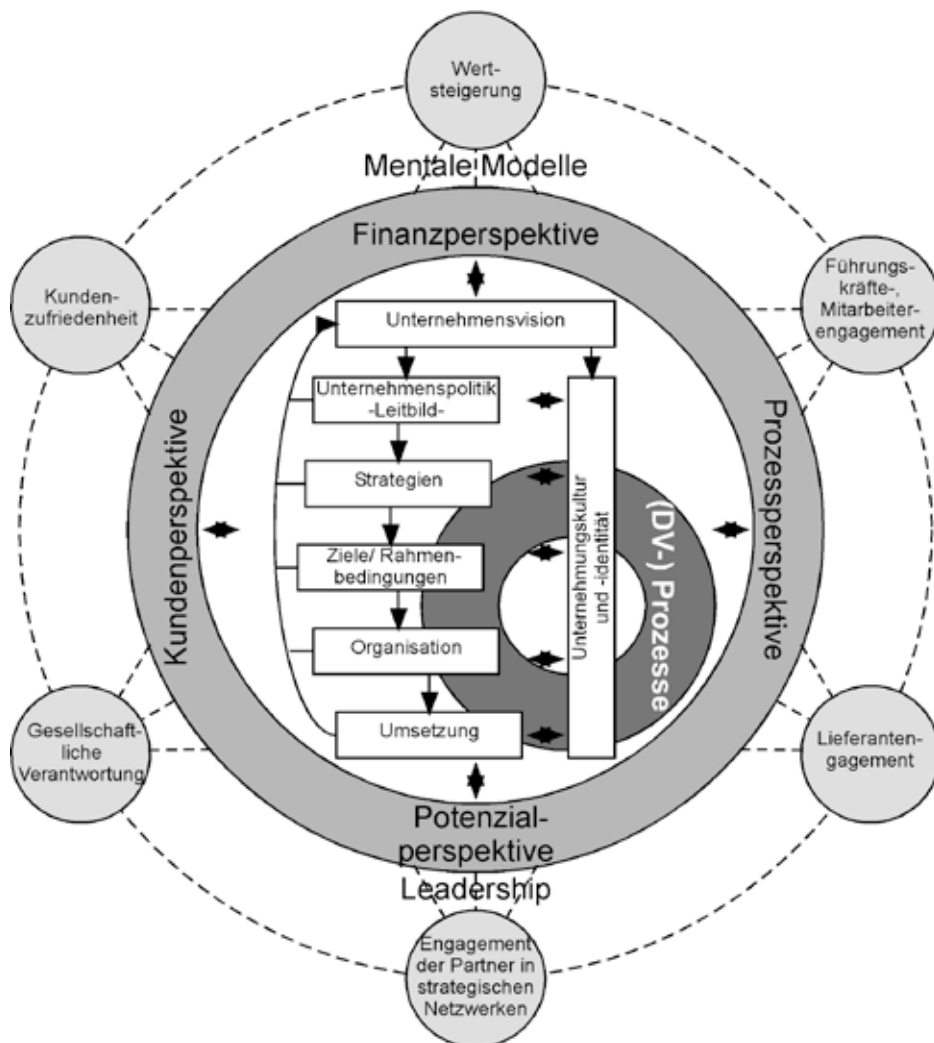 Wert-
steigerung
Mentale Modelle
Finanzperspektive
Kunden-
zufriedenheit
Führungs-
kräfte-,
Mitarbeiter-
engagement
Unternehmensvision
Unternehmenspolitik
-Leitbild-
Strategien
Ziele/ Rahmen-
bedingungen
Organisation
Umsetzung
Unternehmungskultur
und -identität
(DV-) Prozesse
Kundenperspektive
Prozessperspektive
Gesellschaft-
liche
Verantwortung
Lieferanten-
gagement
Potenzial-
perspektive
Leadership
Engagement
der Partner in
strategischen
Netzwerken